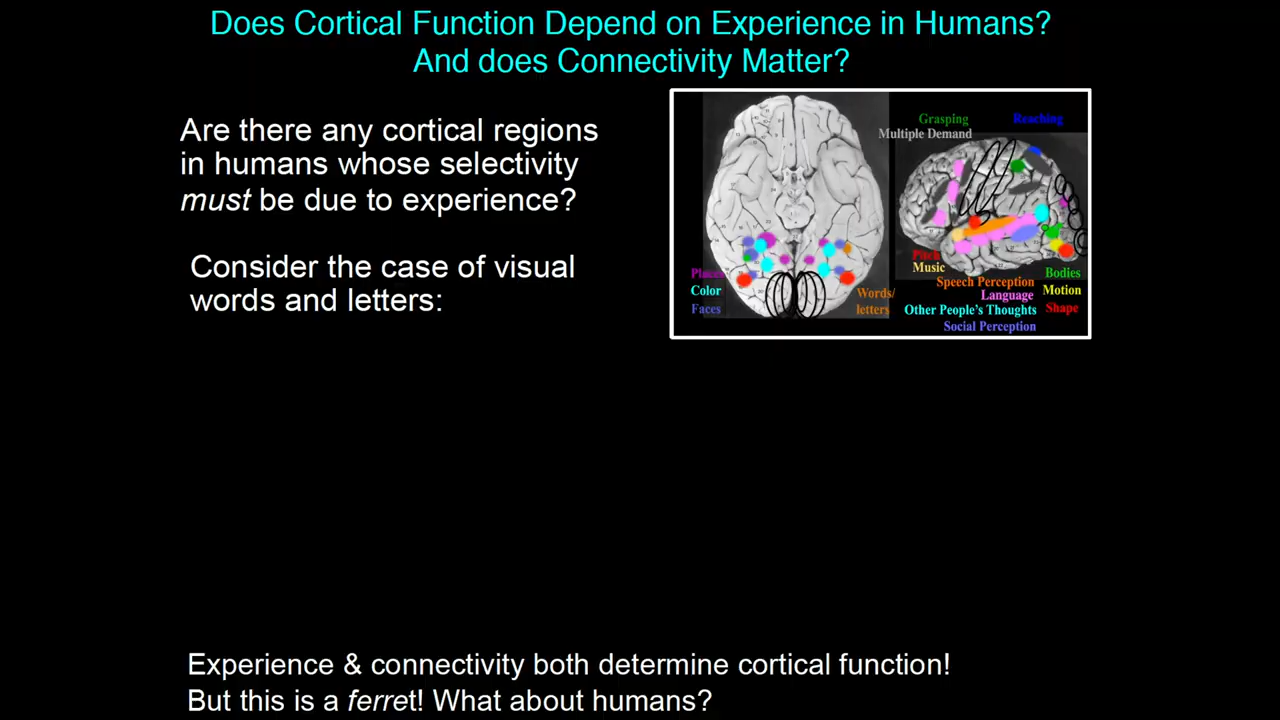 Does Cortical Function Depend on Experience in Humans?
And does Connectivity Matter?
Are there any cortical regions
in humans whose selectivity
must be due to experience?
Consider the case of visual
words and letters:
Grasping
Reaching
Multiple Demand
Places
Color
Faces
Words/
letters
Pitch
Music
Speech Perception
Language
Other People's Thoughts
Social Perception
Bodies
Motion
Shape
Experience & connectivity both determine cortical function!
But this is a ferret! What about humans?